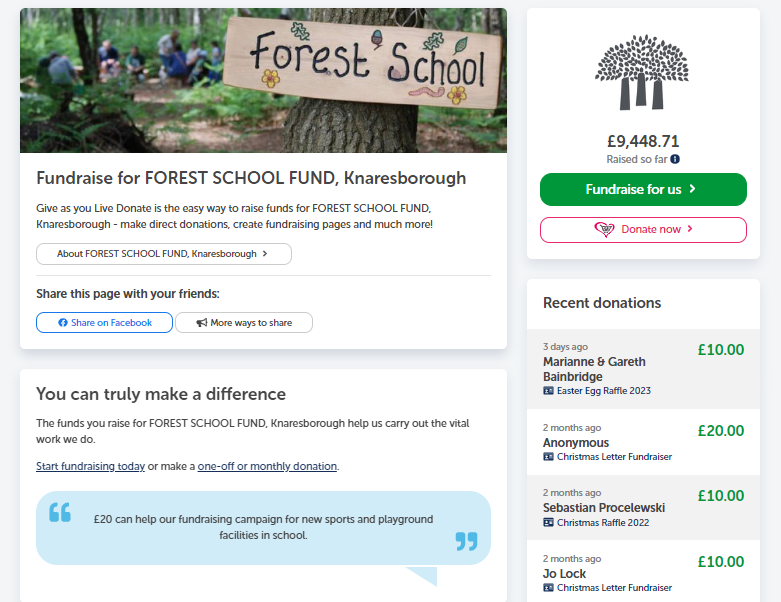 Forest School
Fundraise for FOREST SCHOOL FUND, Knaresborough
Give as you Live Donate is the easy way to raise funds for FOREST SCHOOL FUND,
Knaresborough - make direct donations, create fundraising pages and much more!
About FOREST SCHOOL FUND, Knaresborough
Share this page with your friends:
Share on Facebook
More ways to share
You can truly make a difference
The funds you raise for FOREST SCHOOL FUND, Knaresborough help us carry out the vital
work we do.
Start fundraising today or make a one-off or monthly donation.
£20 can help our fundraising campaign for new sports and playground
facilities in school.
£9,448.71
Raised so far
Fundraise for us
Donate now
Recent donations
3 days ago
£10.00
Marianne & Gareth
Bainbridge
Easter Egg Raffle 2023
2 months ago
£20.00
Anonymous
Christmas Letter Fundraiser
2 months ago
£10.00
Sebastian Procelewski
Christmas Raffle 2022
2 months ago
£10.00
Jo Lock
Christmas Letter Fundraiser